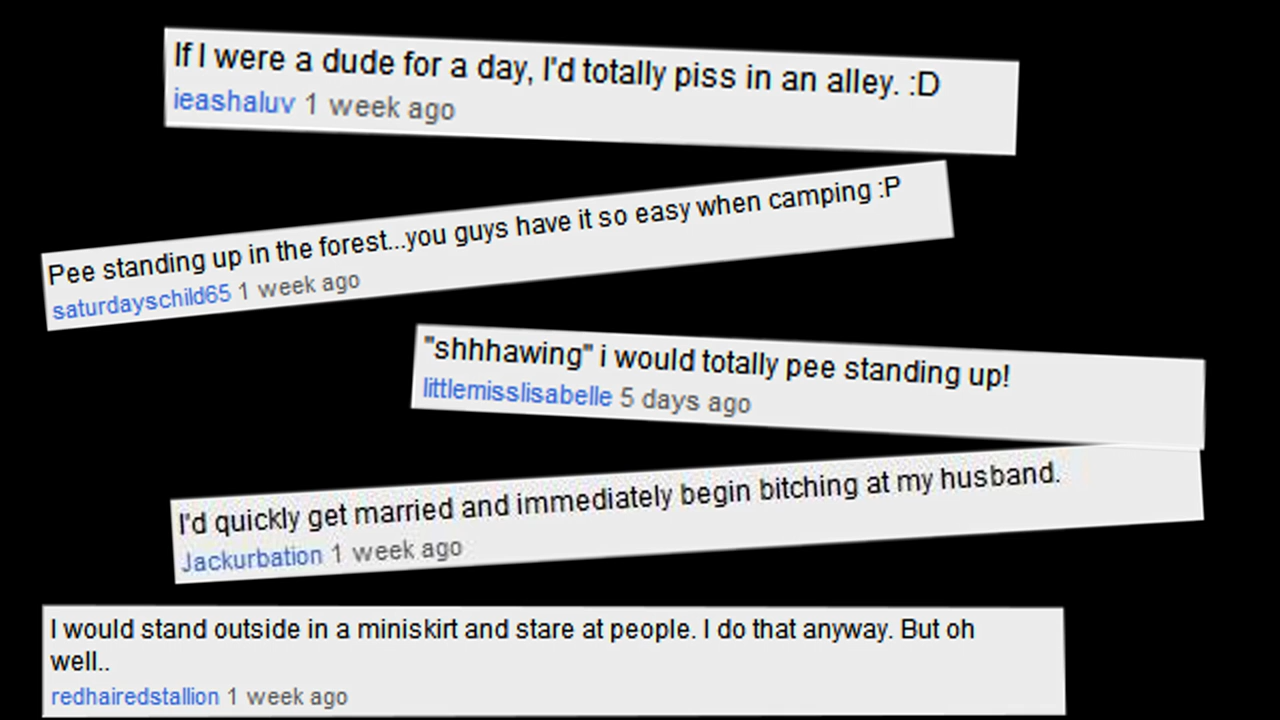 If I were a dude for a day, I'd totally piss in an alley. :D
ieashaluv 1 week ago
Pee standing up in the forest...you guys have it so easy when camping :P
saturdayschild65 1 week ago
"shhhawing" i would totally pee standing up!
littlemisslisabelle 5 days ago
I'd quickly get married and immediately begin bitching at my husband.
Jackurbation 1 week ago
I would stand outside in a miniskirt and stare at people. I do that anyway. But oh
well..
redhairedstallion 1 week ago